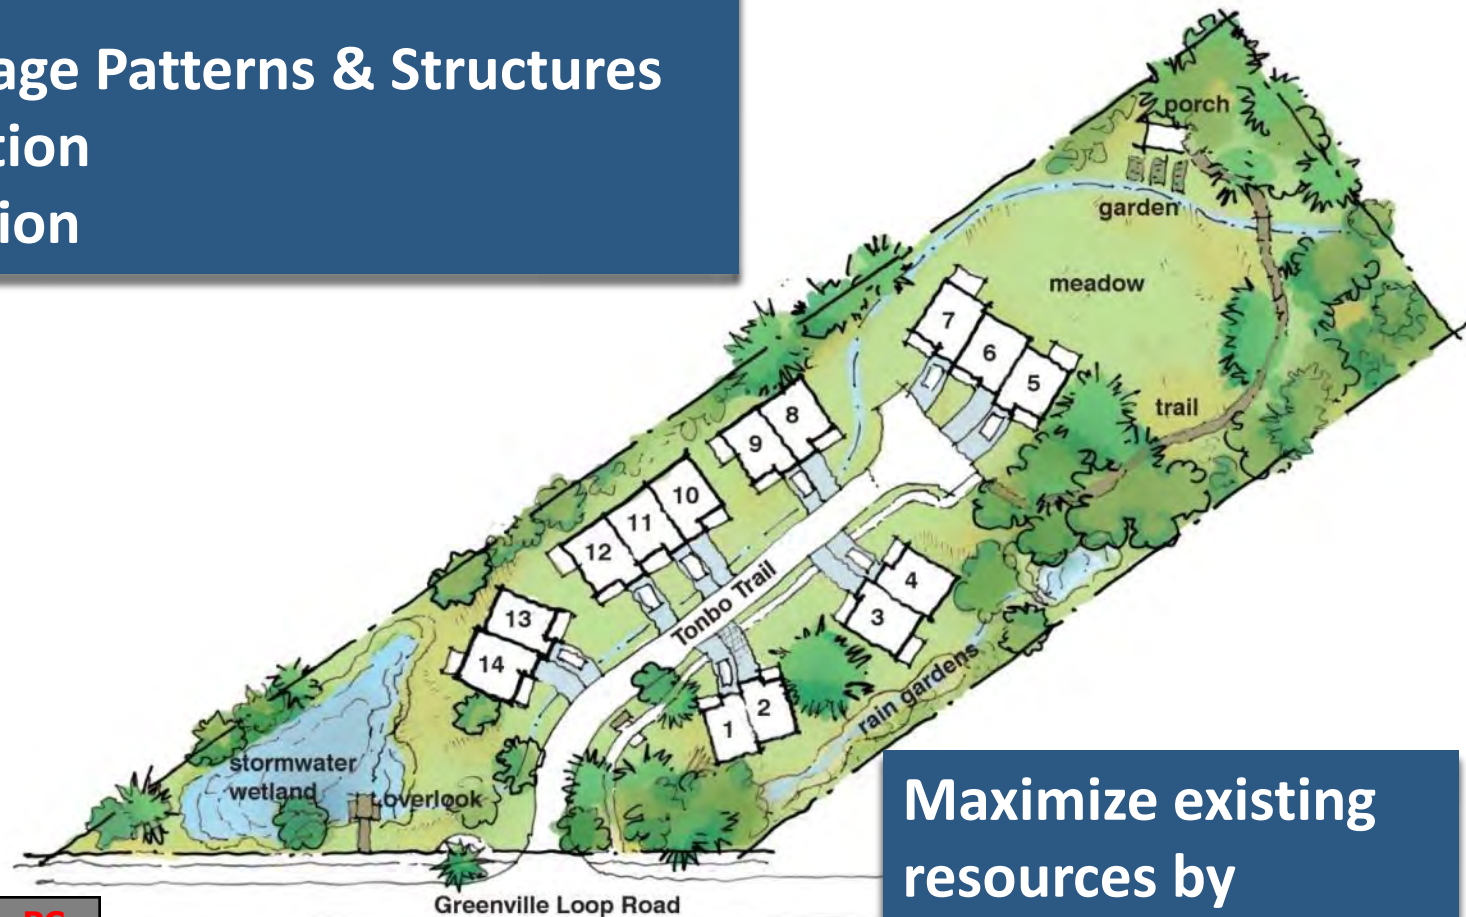 age Patterns & Structures
tion
ion
porch
garden
meadow
7
6
5
trail
8
9
10
11
12
4
3
Tonbo Trail
13
14
2
1
rain gardens
stormwater
wetland
overlook
Maximize existing
resources by
Greenville Loop Road